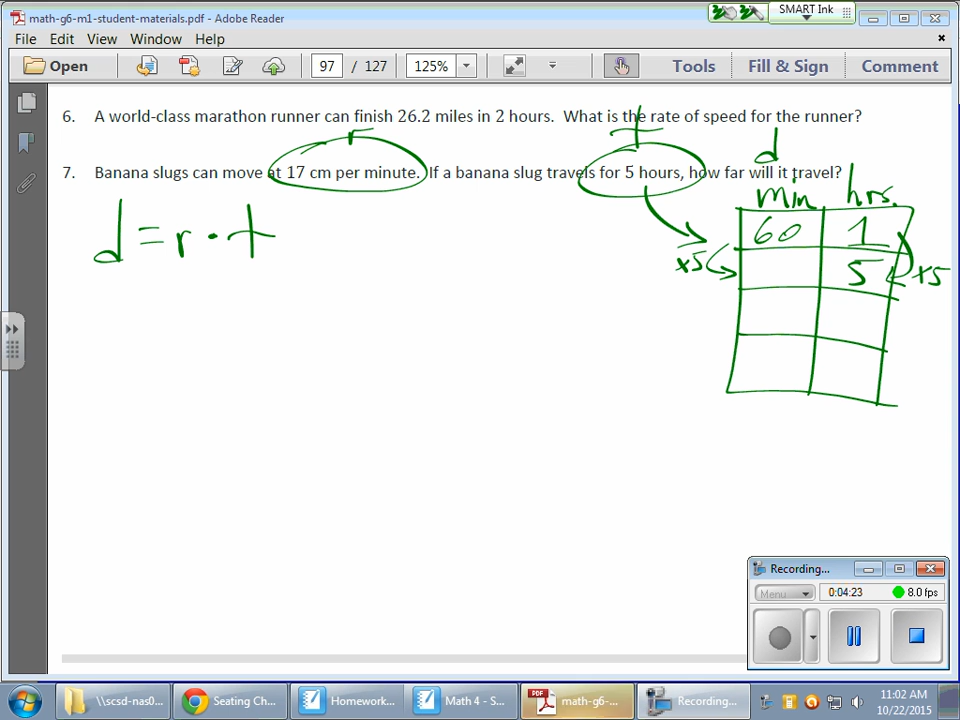 math-g6-m1-student-materials.pdf - Adobe Reader
SMART Ink
File Edit View Window Help
Open 97 / 127 125% Tools Fill & Sign Comment
6. A world-class marathon runner can finish 26.2 miles in 2 hours. What is the rate of speed for the runner?
r t d
7. Banana slugs can move at 17 cm per minute. If a banana slug travels for 5 hours, how far will it travel?
min hrs.
d = r • t
60 1
x5 5 x5
Recording...
Menu 0:04:23 8.0 fps
\\scsd-nas0... Seating Ch... Homework... Math 4 - S... math-g6-... Recording...
11:02 AM
10/22/2015